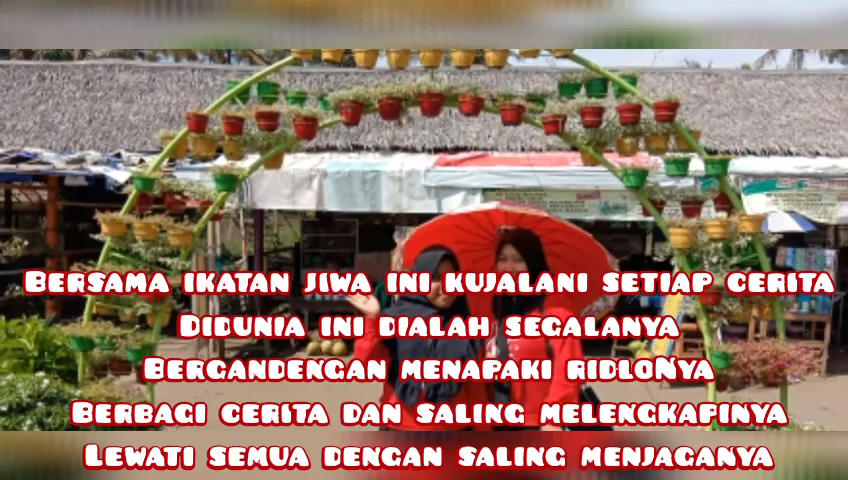 Bersama ikatan jiwa ini kujalani setiap cerita
Didunia ini dialah segalanya
Bergandengan menapaki ridloNya
Berbagi cerita dan saling melengkapinya
Lewati semua dengan saling menjaganya